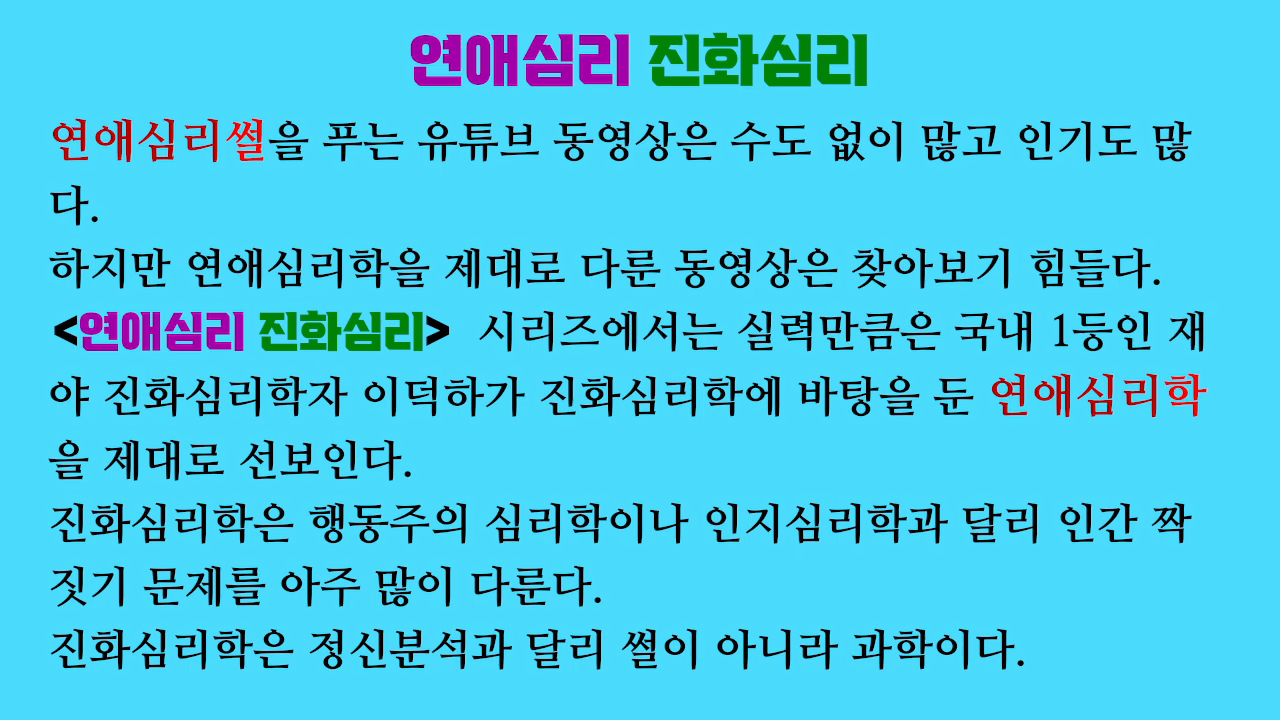 연애심리 진화심리
연애심리썰을 푸는 유튜브 동영상은 수도 없이 많고 인기도 많
다.
하지만 연애심리학을 제대로 다룬 동영상은 찾아보기 힘들다.
<연애심리 진화심리> 시리즈에서는 실력만큼은 국내 1등인 재
야 진화심리학자 이덕하가 진화심리학에 바탕을 둔 연애심리학
을 제대로 선보인다.
진화심리학은 행동주의 심리학이나 인지심리학과 달리 인간 짝
짓기 문제를 아주 많이 다룬다.
진화심리학은 정신분석과 달리 썰이 아니라 과학이다.